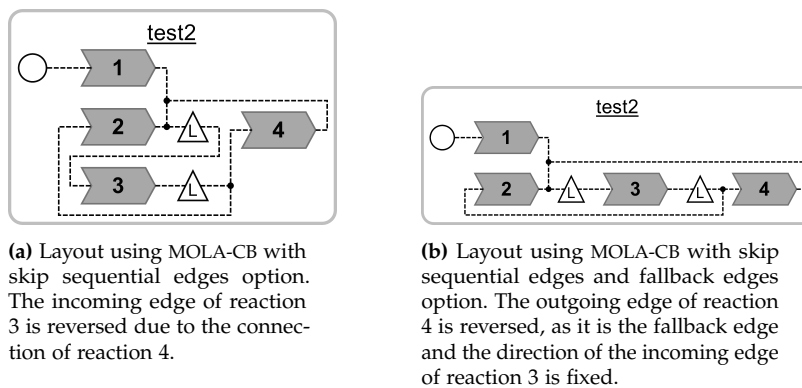 test2
1
2
L
4
3
L
(a) Layout using MOLA-CB with
skip sequential edges option.
The incoming edge of reaction
3 is reversed due to the connec-
tion of reaction 4.
test2
1
2
L
3
L
4
(b) Layout using MOLA-CB with skip
sequential edges and fallback edges
option. The outgoing edge of reaction
4 is reversed, as it is the fallback edge
and the direction of the incoming edge
of reaction 3 is fixed.